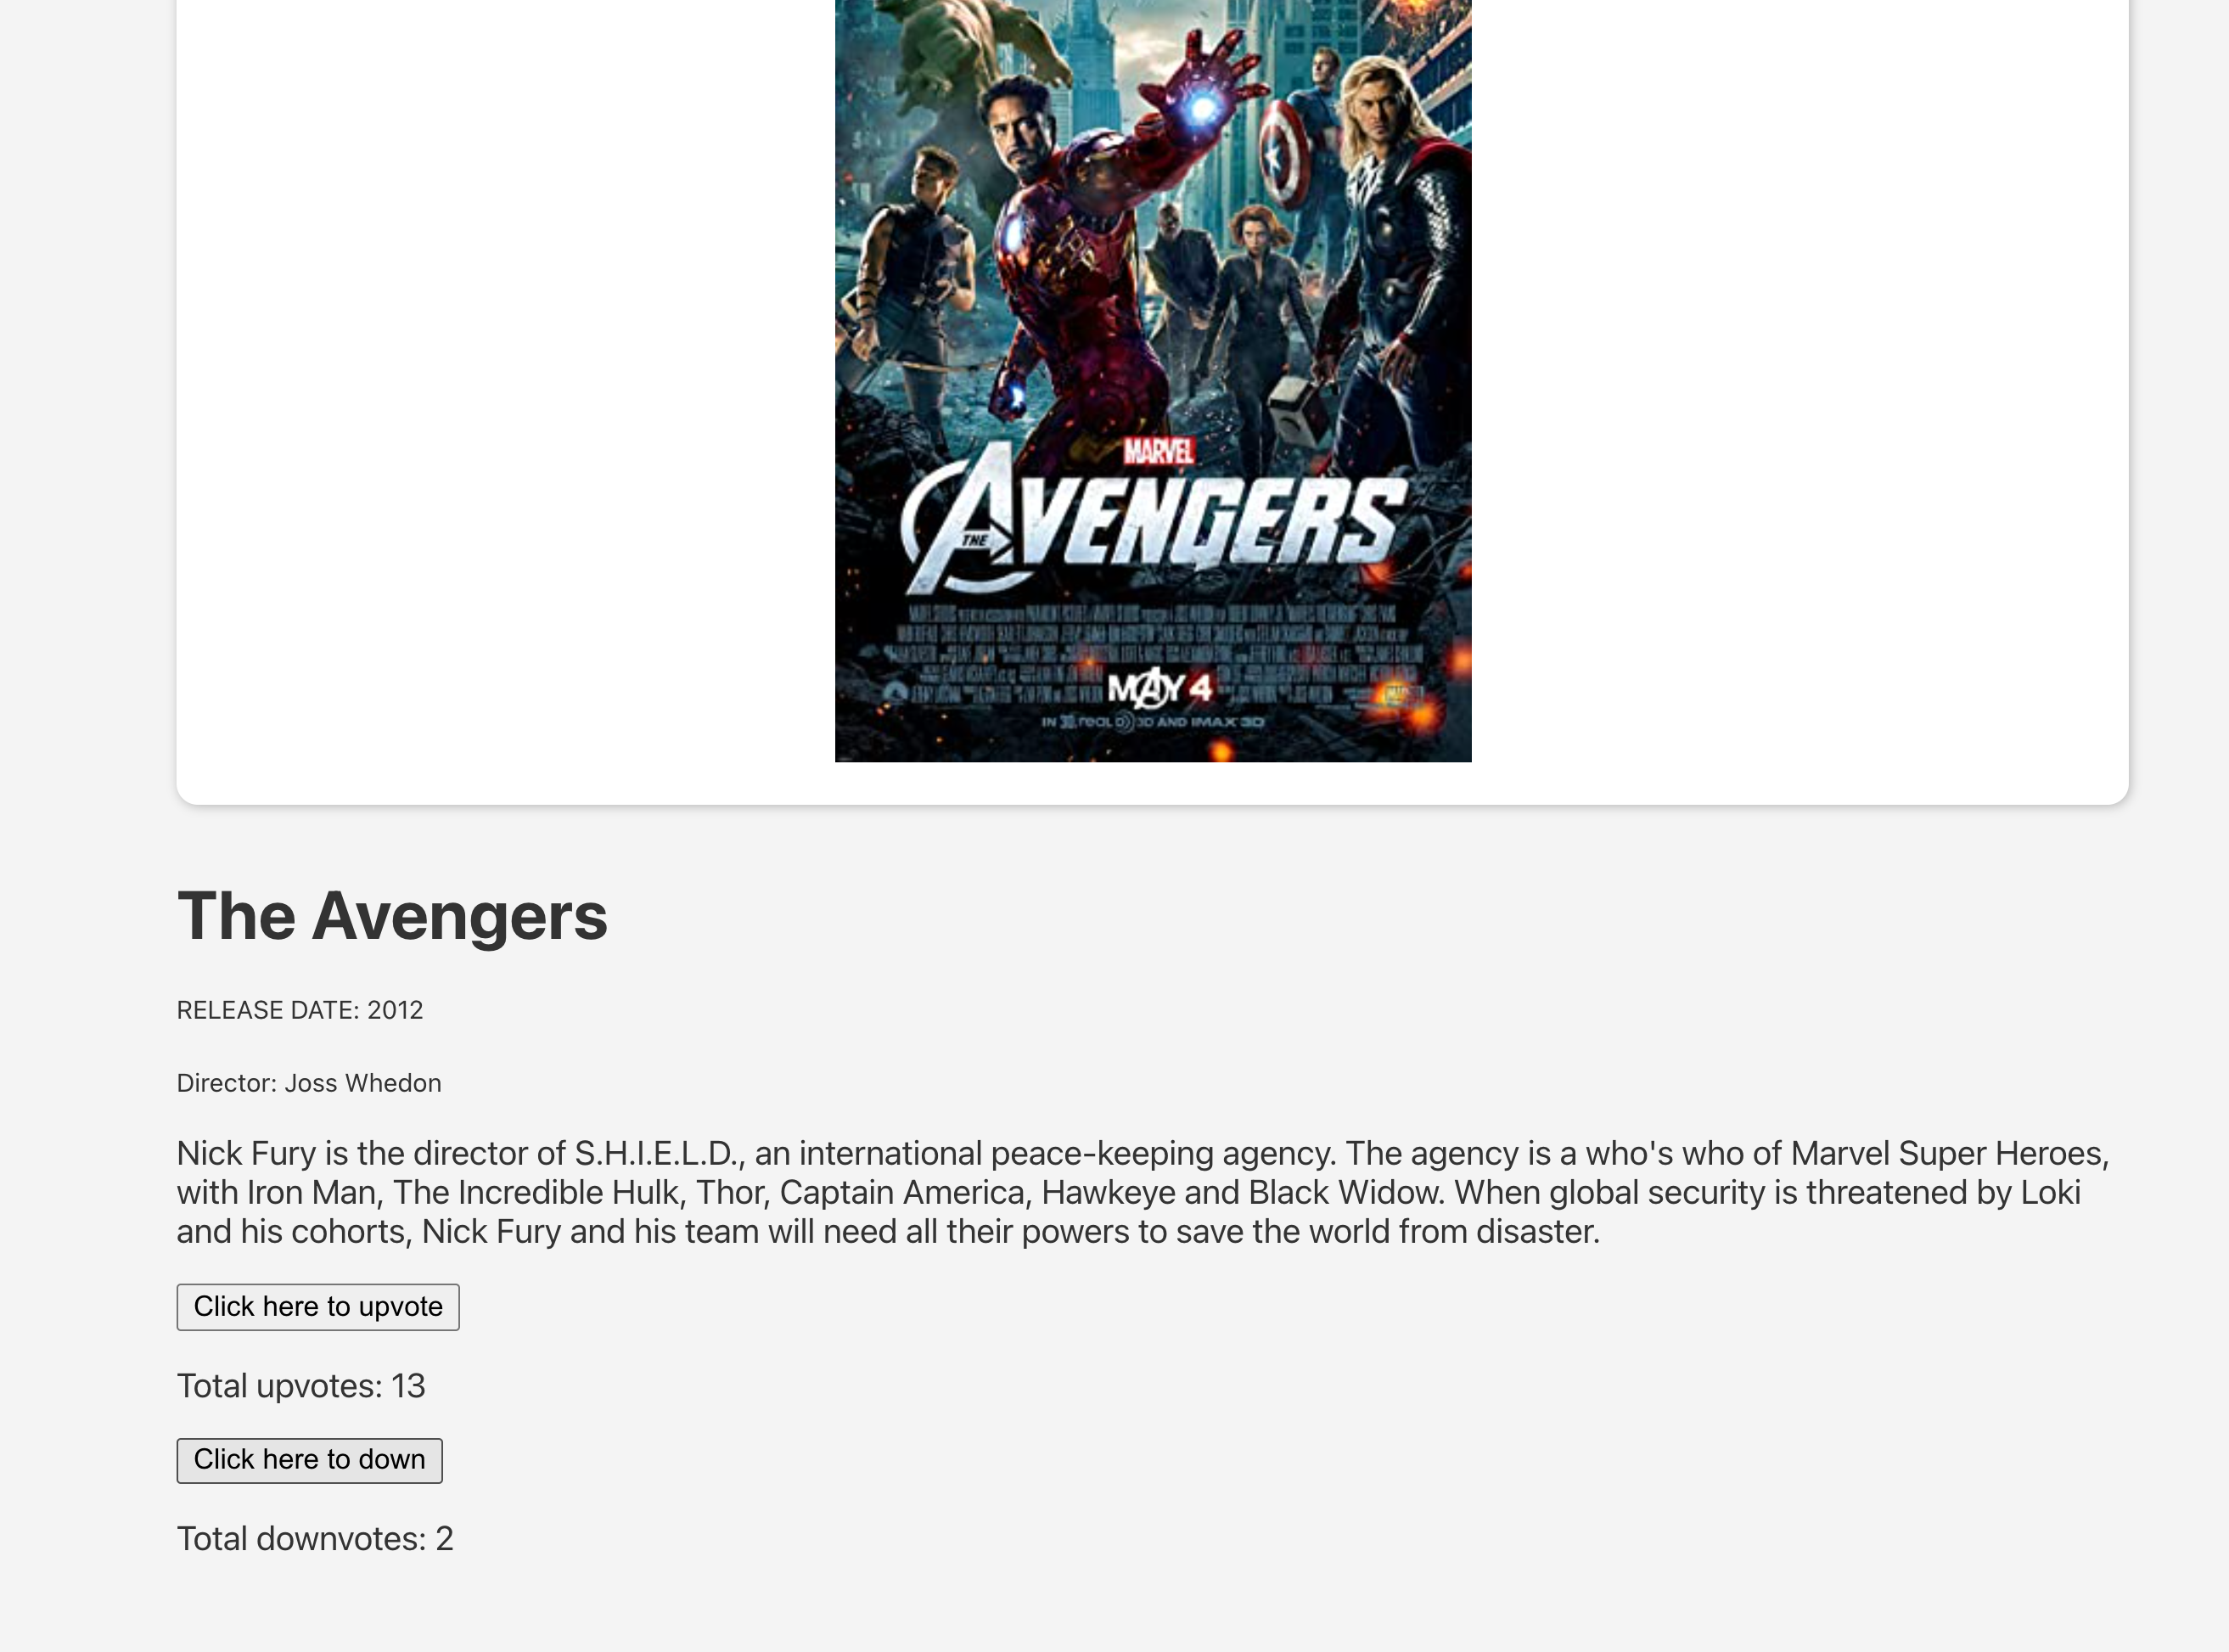 MARVEL
THE AVENGERS
MAY 4
IN REAL D 3D AND IMAX 3D
The Avengers
RELEASE DATE: 2012
Director: Joss Whedon
Nick Fury is the director of S.H.I.E.L.D., an international peace-keeping agency. The agency is a who's who of Marvel Super Heroes,
with Iron Man, The Incredible Hulk, Thor, Captain America, Hawkeye and Black Widow. When global security is threatened by Loki
and his cohorts, Nick Fury and his team will need all their powers to save the world from disaster.
Click here to upvote
Total upvotes: 13
Click here to down
Total downvotes: 2